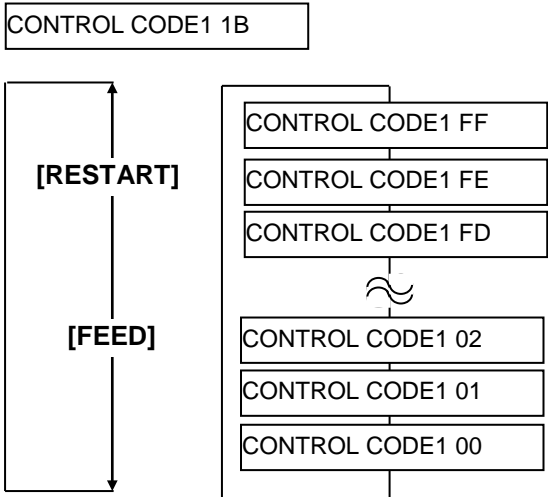 CONTROL CODE1 1B
CONTROL CODE1 FF
[RESTART]
CONTROL CODE1 FE
CONTROL CODE1 FD
[FEED]
CONTROL CODE1 02
CONTROL CODE1 01
CONTROL CODE1 00